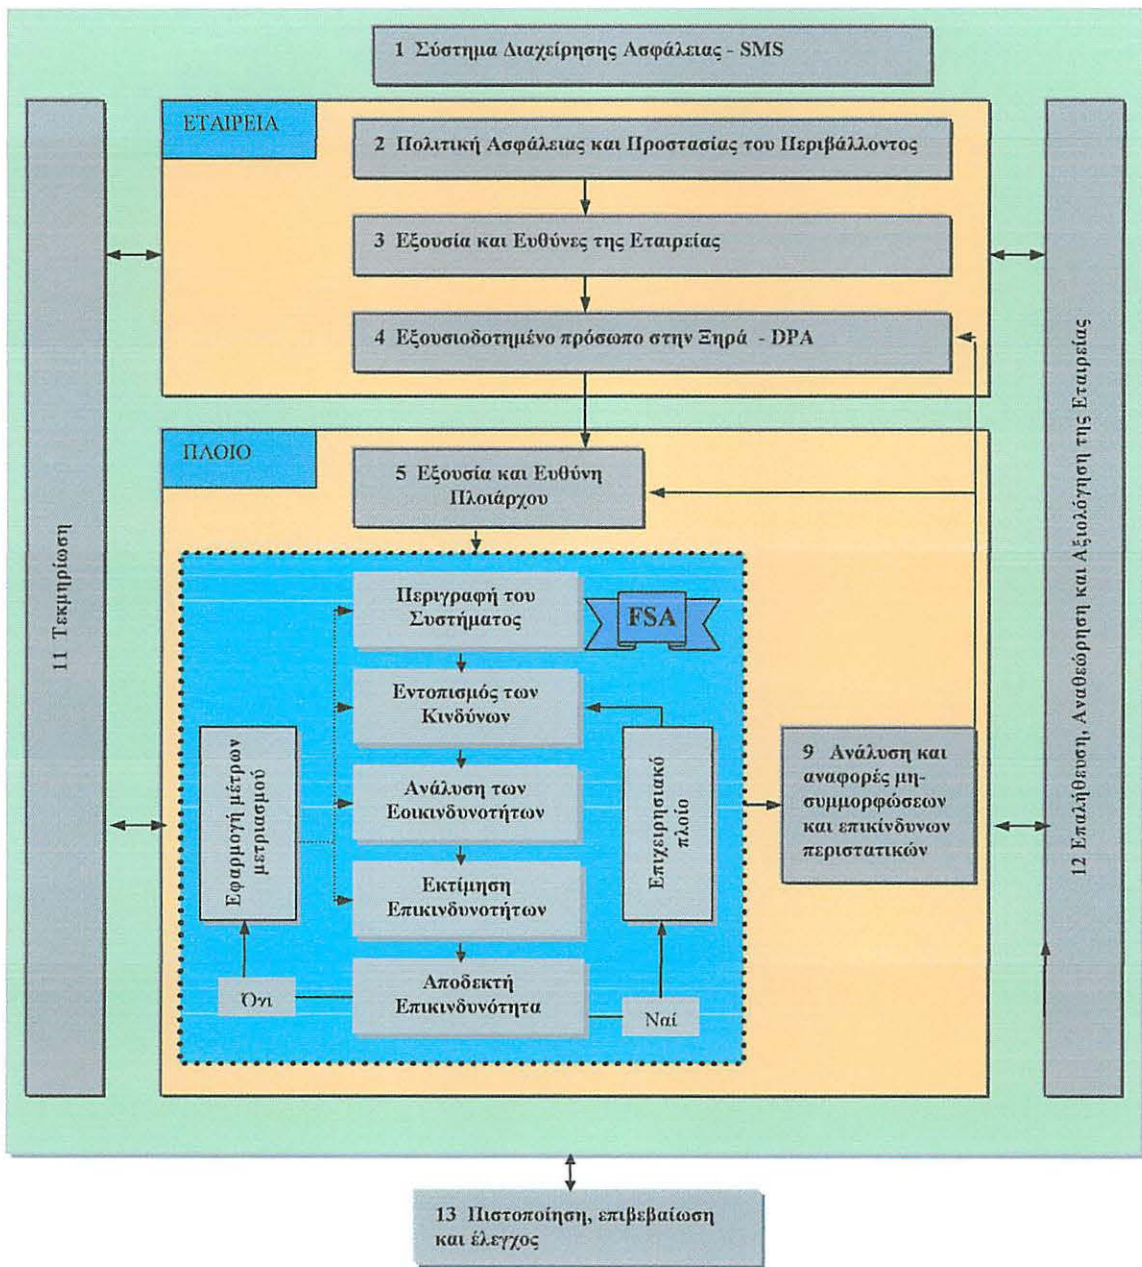 1 Σύστημα Διαχείρησης Ασφάλειας - SMS
ΕΤΑΙΡΕΙΑ
2 Πολιτική Ασφάλειας και Προστασίας του Περιβάλλοντος
3 Εξουσία και Ευθύνες της Εταιρείας
4 Εξουσιοδοτημένο πρόσωπο στην Ξηρά - DPA
ΠΛΟΙΟ
5 Εξουσία και Ευθύνη
Πλοιάρχου
Περιγραφή του
Συστήματος
FSA
Εντοπισμός των
Κινδύνων
Ανάλυση των
Εοικινδυνοτήτων
Εκτίμηση
Επικινδυνοτήτων
Αποδεκτή
Επικινδυνότητα
Όχι
Ναί
Εφαρμογή μέτρων
μετριασμού
Επιχειρησιακό
πλοίο
9 Ανάλυση και
αναφορές μη-
συμμορφώσεων
και επικίνδυνων
περιστατικών
11 Τεκμηρίωση
12 Επαλήθευση, Αναθεώρηση και Αξιολόγηση της Εταιρείας
13 Πιστοποίηση, επιβεβαίωση
και έλεγχος